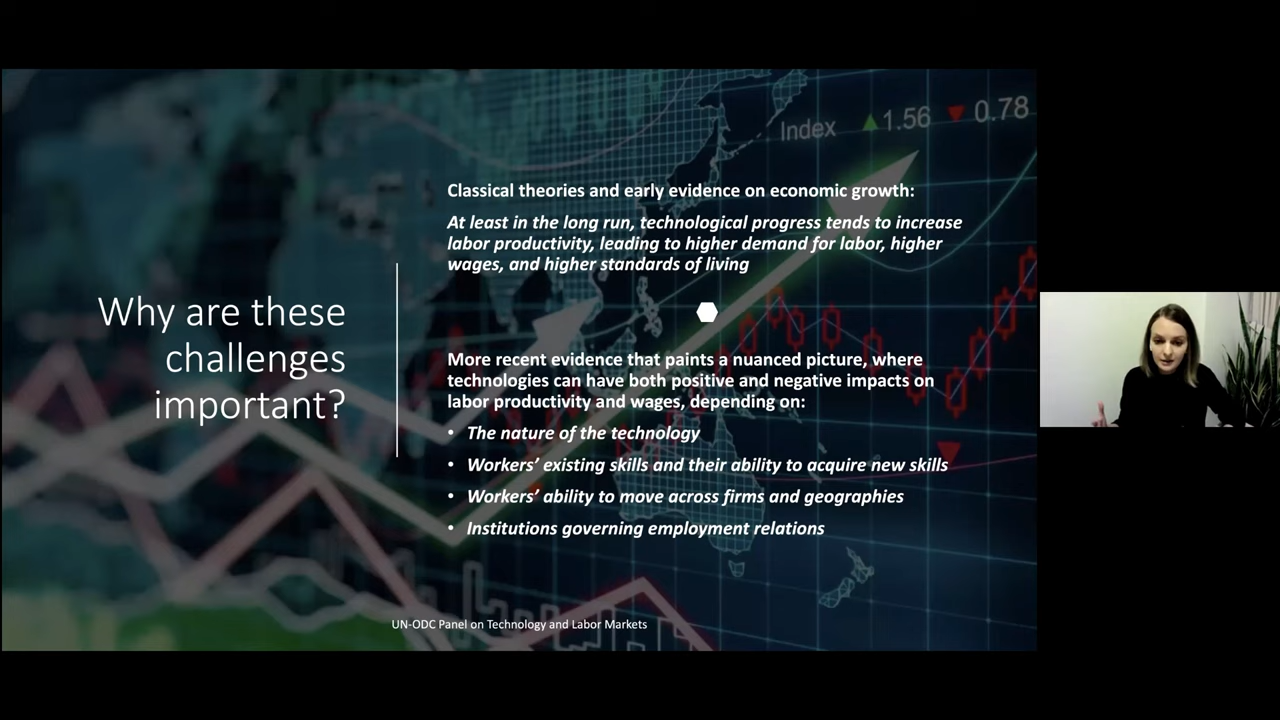 Index ▲1.56 ▼0.78
Why are these
challenges
important?
Classical theories and early evidence on economic growth:
At least in the long run, technological progress tends to increase
labor productivity, leading to higher demand for labor, higher
wages, and higher standards of living
More recent evidence that paints a nuanced picture, where
technologies can have both positive and negative impacts on
labor productivity and wages, depending on:
• The nature of the technology
• Workers’ existing skills and their ability to acquire new skills
• Workers’ ability to move across firms and geographies
• Institutions governing employment relations
UN-ODC Panel on Technology and Labor Markets